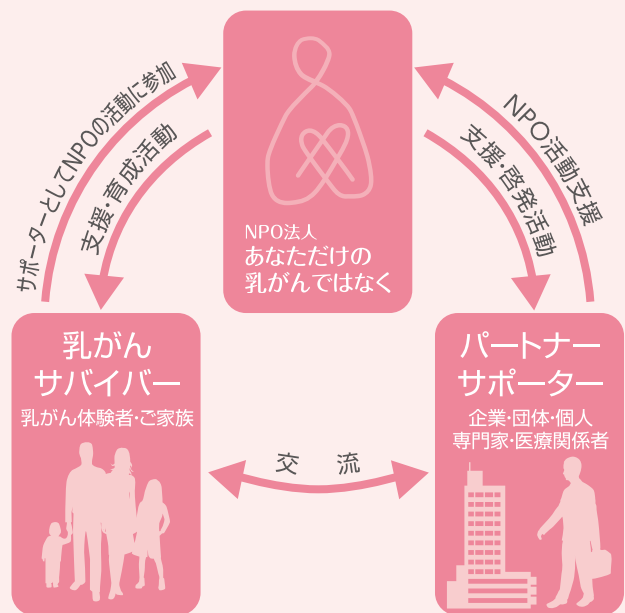 サポーターとしてNPOの活動に参加
支援・育成活動
NPO活動支援
支援・啓発活動
NPO法人
あなただけの
乳がんではなく
乳がん
サバイバー
乳がん体験者・ご家族
交流
パートナー
サポーター
企業・団体・個人
専門家・医療関係者